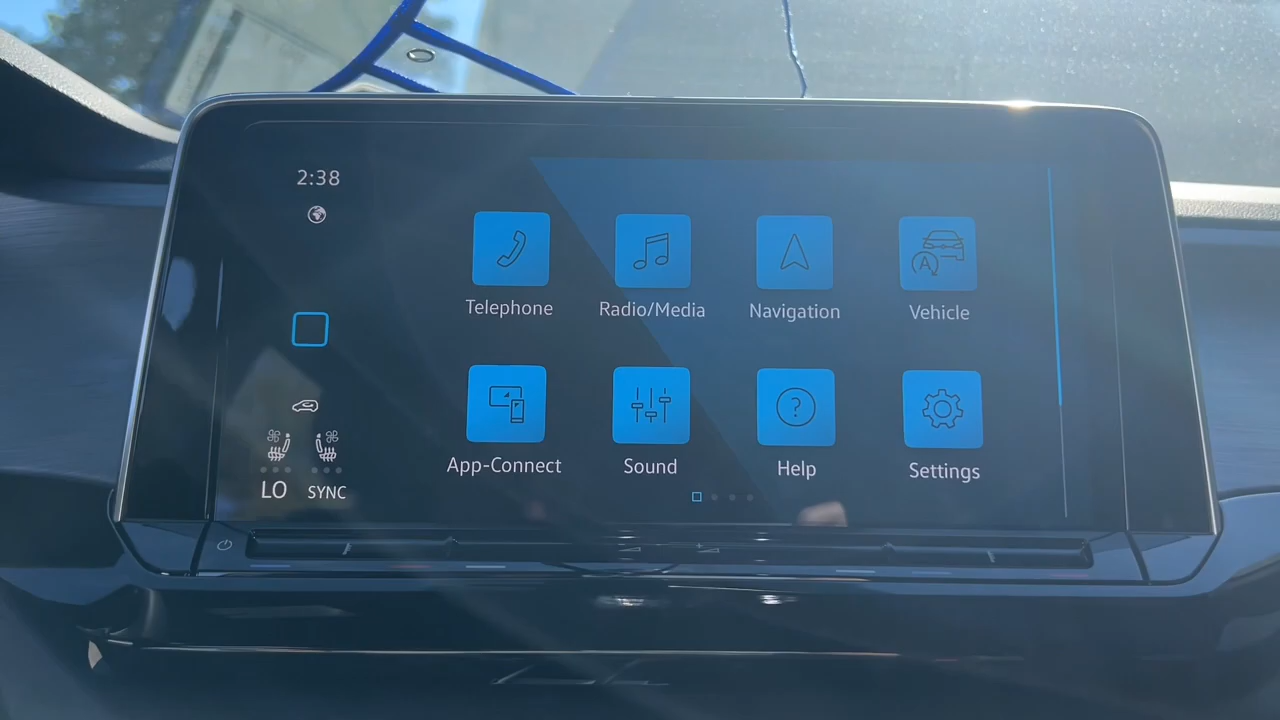 2:38
Telephone
Radio/Media
Navigation
Vehicle
A
App-Connect
Sound
Help
?
Settings
LO
SYNC